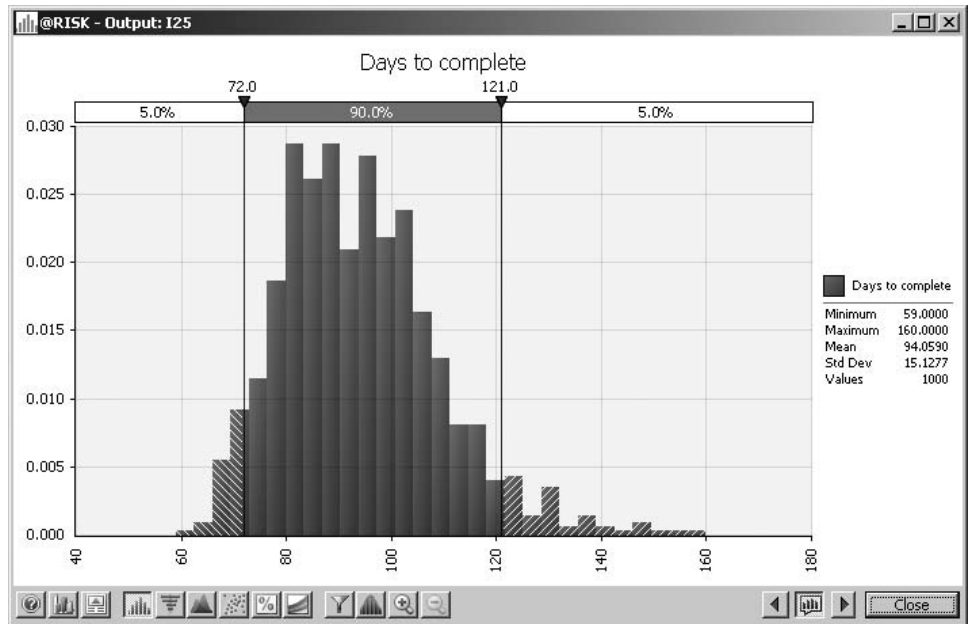 @RISK - Output: I25
Days to complete
72.0 121.0
5.0% 90.0% 5.0%
0.030
0.025
0.020
0.015
0.010
0.005
0.000
40 60 80 100 120 140 160 180
Days to complete
Minimum 59.0000
Maximum 160.0000
Mean 94.0590
Std Dev 15.1277
Values 1000
Close